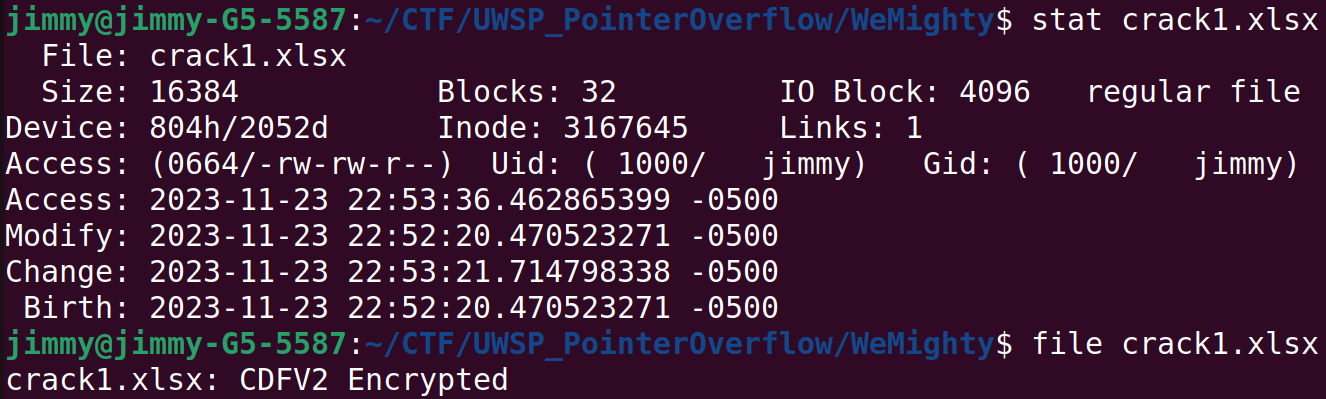 jimmy@jimmy-G5-5587:~/CTF/UWSP_PointerOverflow/WeMighty$ stat crack1.xlsx
  File: crack1.xlsx
  Size: 16384           Blocks: 32         IO Block: 4096   regular file
Device: 804h/2052d      Inode: 3167645     Links: 1
Access: (0664/-rw-rw-r--)  Uid: ( 1000/   jimmy)   Gid: ( 1000/   jimmy)
Access: 2023-11-23 22:53:36.462865399 -0500
Modify: 2023-11-23 22:52:20.470523271 -0500
Change: 2023-11-23 22:53:21.714798338 -0500
 Birth: 2023-11-23 22:52:20.470523271 -0500
jimmy@jimmy-G5-5587:~/CTF/UWSP_PointerOverflow/WeMighty$ file crack1.xlsx
crack1.xlsx: CDFV2 Encrypted